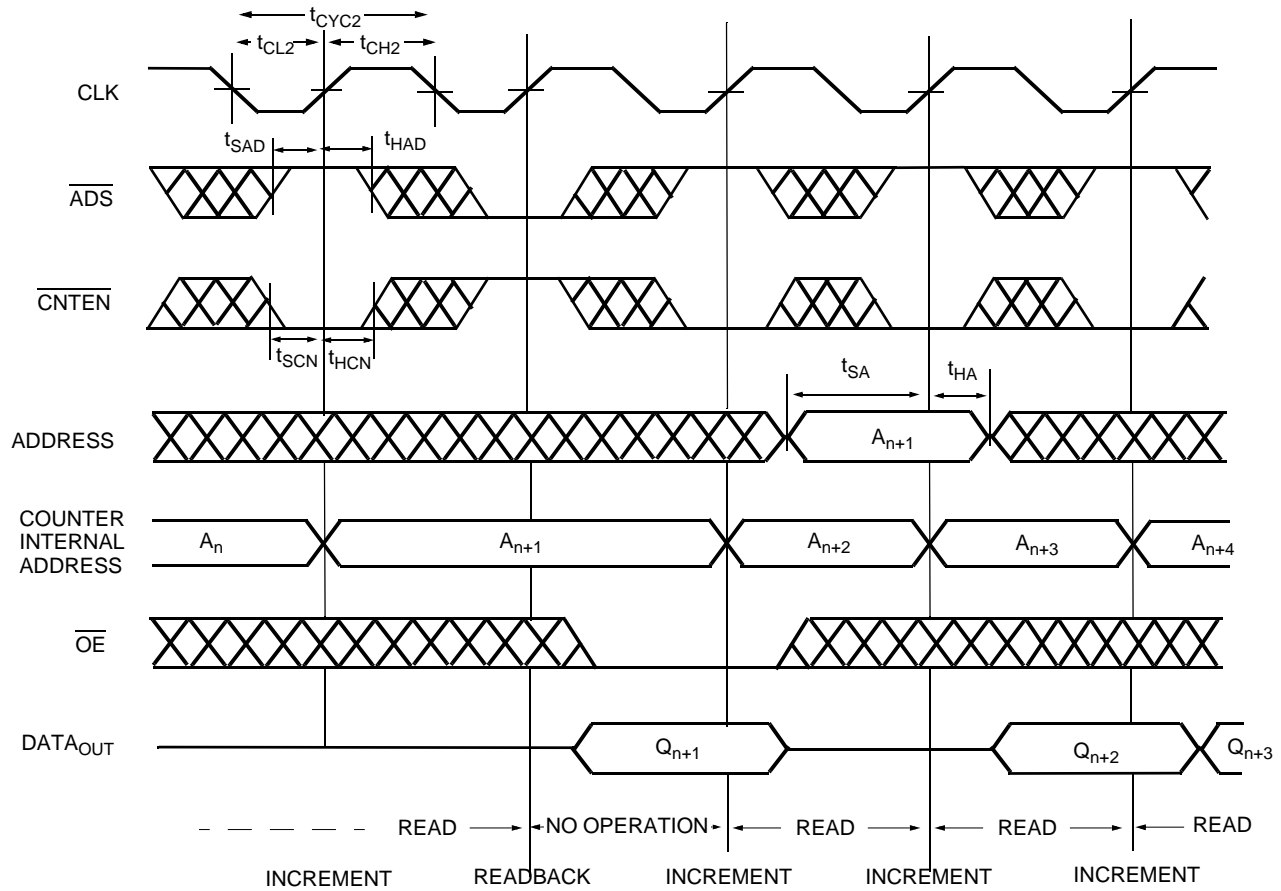 tCYC2
tCL2
tCH2
CLK
tSAD
tHAD
ADS
CNTEN
tSCN
tHCN
tSA
tHA
ADDRESS
An+1
COUNTER
INTERNAL
ADDRESS
An
An+1
An+2
An+3
An+4
OE
DATAOUT
Qn+1
Qn+2
Qn+3
READ
NO OPERATION
READ
READ
READ
INCREMENT
READBACK
INCREMENT
INCREMENT
INCREMENT